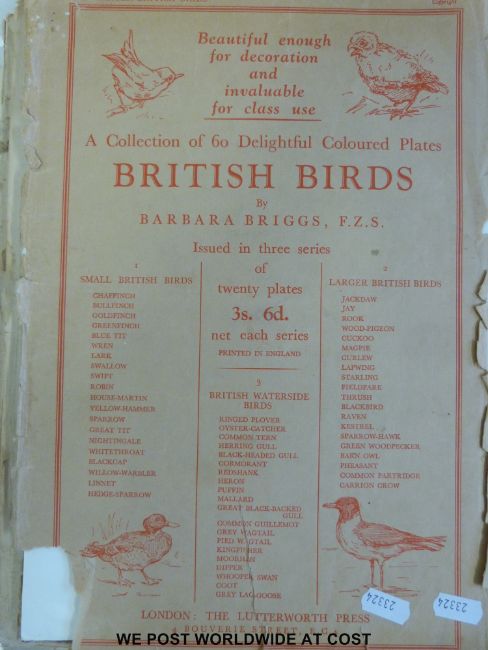 Copyright
Beautiful enough
for decoration
and
invaluable
for class use
A Collection of 60 Delightful Coloured Plates
BRITISH BIRDS
By
BARBARA BRIGGS, F.Z.S.
Issued in three series
of
twenty plates
3s. 6d.
net each series
PRINTED IN ENGLAND
1
SMALL BRITISH BIRDS
CHAFFINCH
BULLFINCH
GOLDFINCH
GREENFINCH
BLUE TIT
WREN
LARK
SWALLOW
SWIFT
ROBIN
HOUSE-MARTIN
YELLOW-HAMMER
SPARROW
GREAT TIT
NIGHTINGALE
WHITETHROAT
BLACKCAP
WILLOW-WARBLER
LINNET
HEDGE-SPARROW
2
LARGER BRITISH BIRDS
JACKDAW
JAY
ROOK
WOOD-PIGEON
CUCKOO
MAGPIE
CURLEW
LAPWING
STARLING
FIELDFARE
THRUSH
BLACKBIRD
RAVEN
KESTREL
SPARROW-HAWK
GREEN WOODPECKER
BARN OWL
PHEASANT
COMMON PARTRIDGE
CARRION CROW
3
BRITISH WATERSIDE
BIRDS
RINGED PLOVER
OYSTER-CATCHER
COMMON TERN
HERRING GULL
BLACK-HEADED GULL
CORMORANT
REDSHANK
HERON
PUFFIN
MALLARD
GREAT BLACK-BACKED
GULL
COMMON GUILLEMOT
GREY WAGTAIL
PIED WAGTAIL
KINGFISHER
MOORHEN
DIPPER
WHOOPER SWAN
COOT
GREY LAG-GOOSE
23324
23324
LONDON: THE LUTTERWORTH PRESS
4 BOUVERIE STREET, E.C.4
WE POST WORLDWIDE AT COST